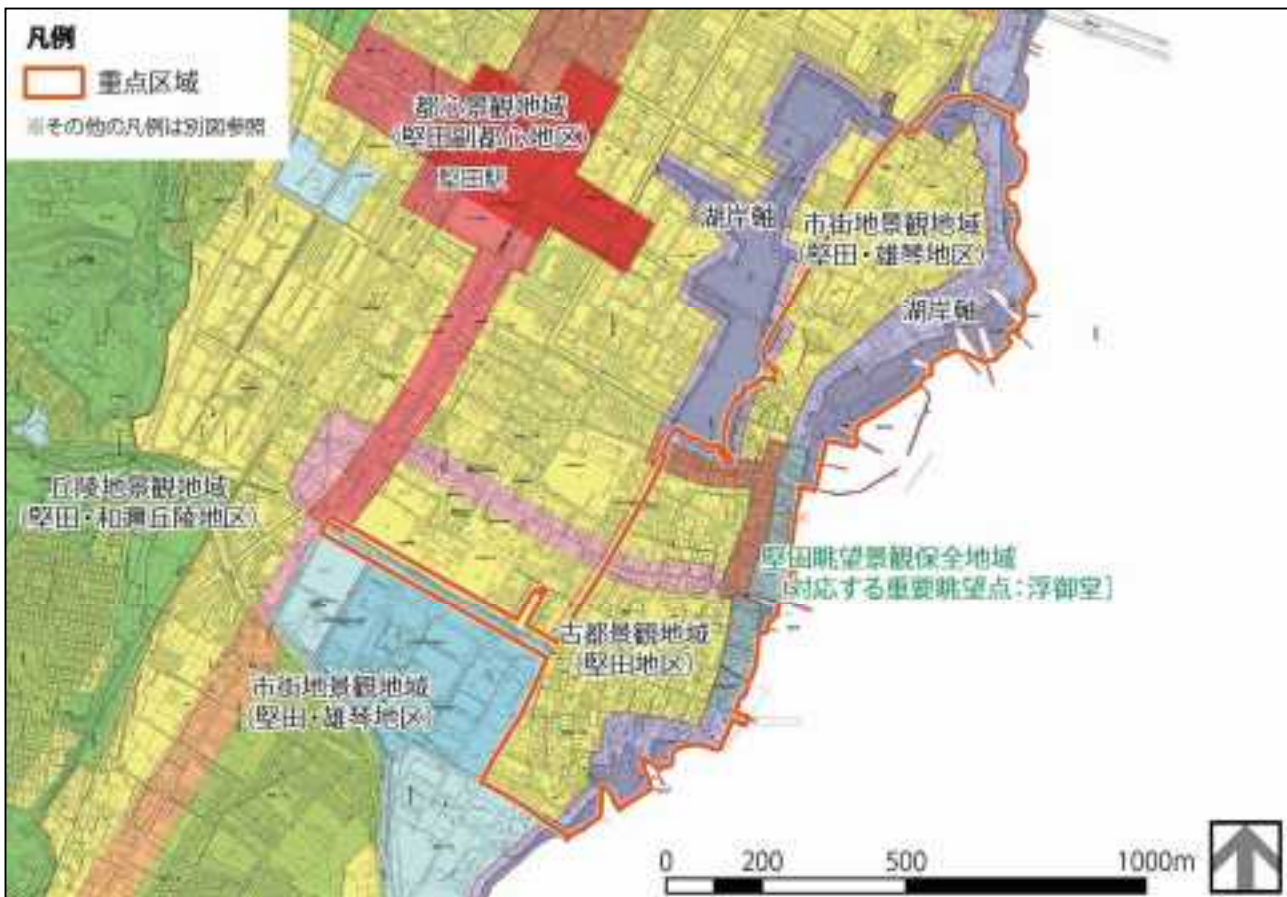 凡例
重点区域
※その他の凡例は別図参照
都心景観地域
(堅田副都心地区)
堅田駅
湖岸軸
市街地景観地域
(堅田・雄琴地区)
湖岸軸
丘陵地景観地域
(堅田・和邇丘陵地区)
堅田眺望景観保全地域
[対応する重要眺望点:浮御堂]
古都景観地域
(堅田地区)
市街地景観地域
(堅田・雄琴地区)
0 200 500 1000m